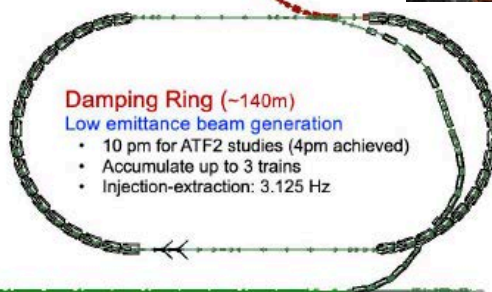 Damping Ring (~140m)
Low emittance beam generation
• 10 pm for ATF2 studies (4pm achieved)
• Accumulate up to 3 trains
• Injection-extraction: 3.125 Hz